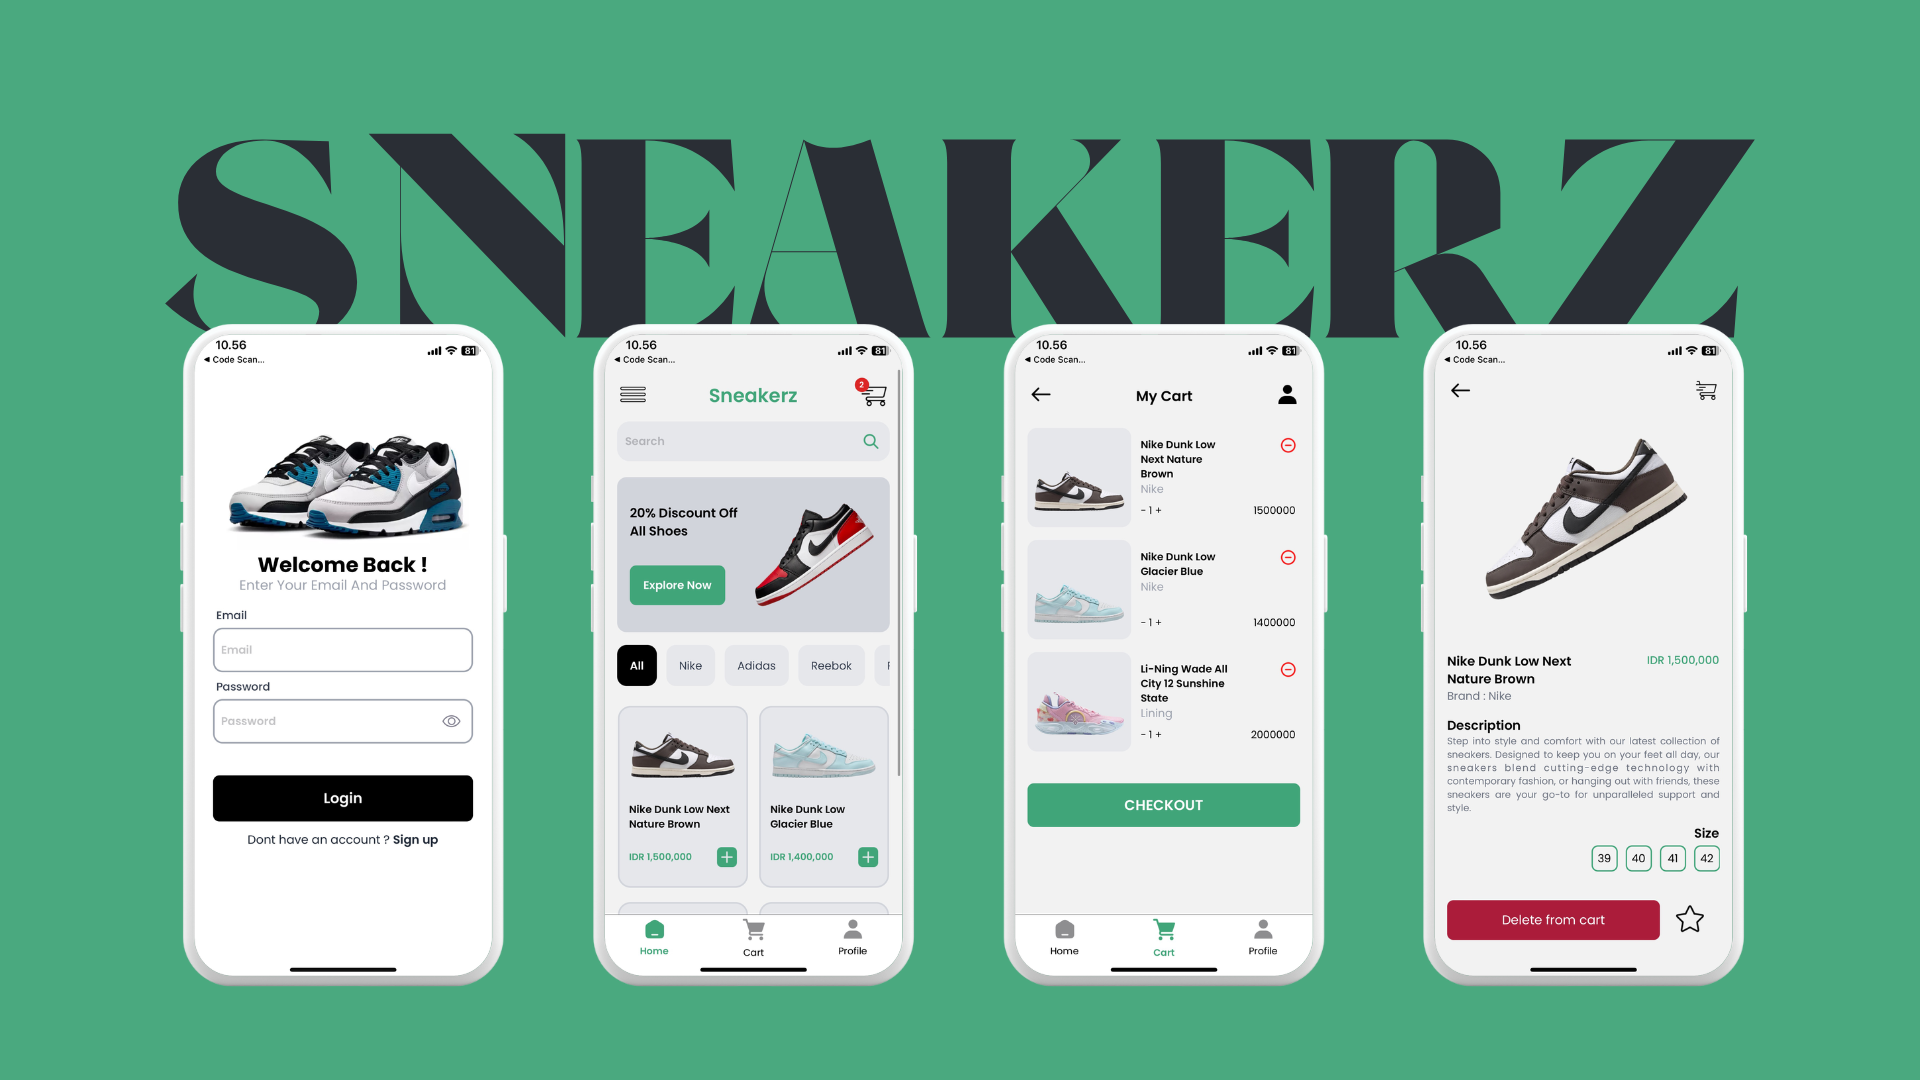 SNEAKERZ
10.56
81
◀ Code Scan...
Welcome Back !
Enter Your Email And Password
Email
Email
Password
Password
Login
Dont have an account ? Sign up
10.56
81
◀ Code Scan...
Sneakerz
2
Search
20% Discount Off
All Shoes
Explore Now
All
Nike
Adidas
Reebok
Nike Dunk Low Next
Nature Brown
IDR 1,500,000
+
Nike Dunk Low
Glacier Blue
IDR 1,400,000
+
Home
Cart
Profile
10.56
81
◀ Code Scan...
My Cart
Nike Dunk Low
Next Nature
Brown
Nike
- 1 +
1500000
Nike Dunk Low
Glacier Blue
Nike
- 1 +
1400000
Li-Ning Wade All
City 12 Sunshine
State
Lining
- 1 +
2000000
CHECKOUT
Home
Cart
Profile
10.56
81
◀ Code Scan...
Nike Dunk Low Next
Nature Brown
IDR 1,500,000
Brand : Nike
Description
Step into style and comfort with our latest collection of
sneakers. Designed to keep you on your feet all day, our
sneakers blend cutting-edge technology with
contemporary fashion, or hanging out with friends, these
sneakers are your go-to for unparalleled support and
style.
Size
39
40
41
42
Delete from cart